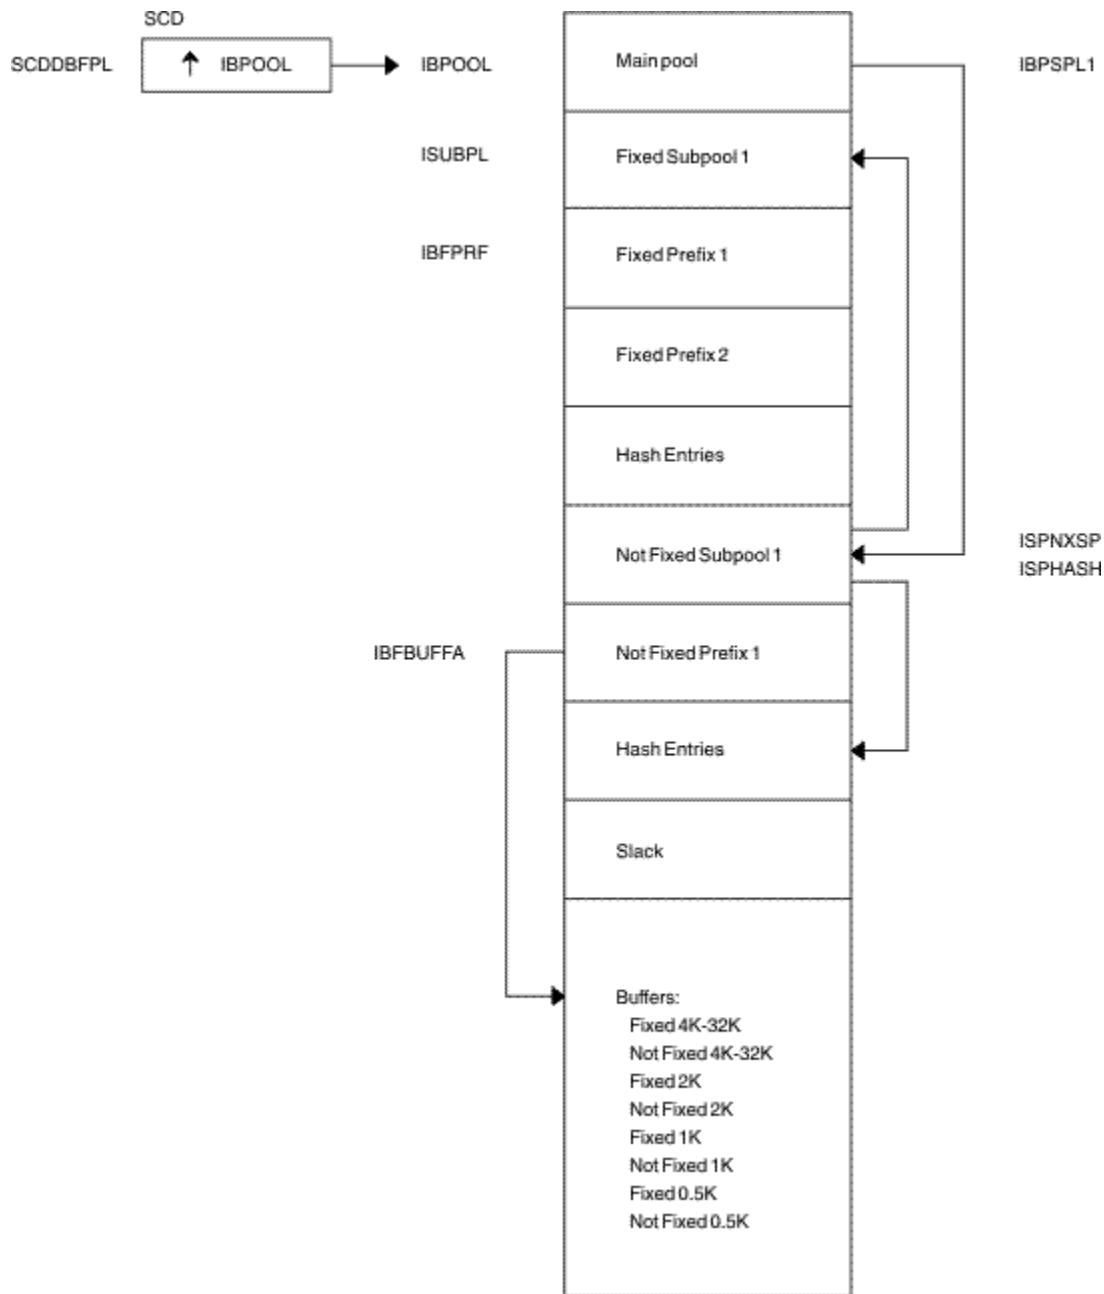 SCD
SCDDBFPL
↑ IBPOOL
IBPOOL
Main pool
IBPSPL1
ISUBPL
Fixed Subpool 1
IBFPRF
Fixed Prefix 1
Fixed Prefix 2
Hash Entries
Not Fixed Subpool 1
ISPNXSP
ISPHASH
IBFBUFFA
Not Fixed Prefix 1
Hash Entries
Slack
Buffers:
Fixed 4K-32K
Not Fixed 4K-32K
Fixed 2K
Not Fixed 2K
Fixed 1K
Not Fixed 1K
Fixed 0.5K
Not Fixed 0.5K